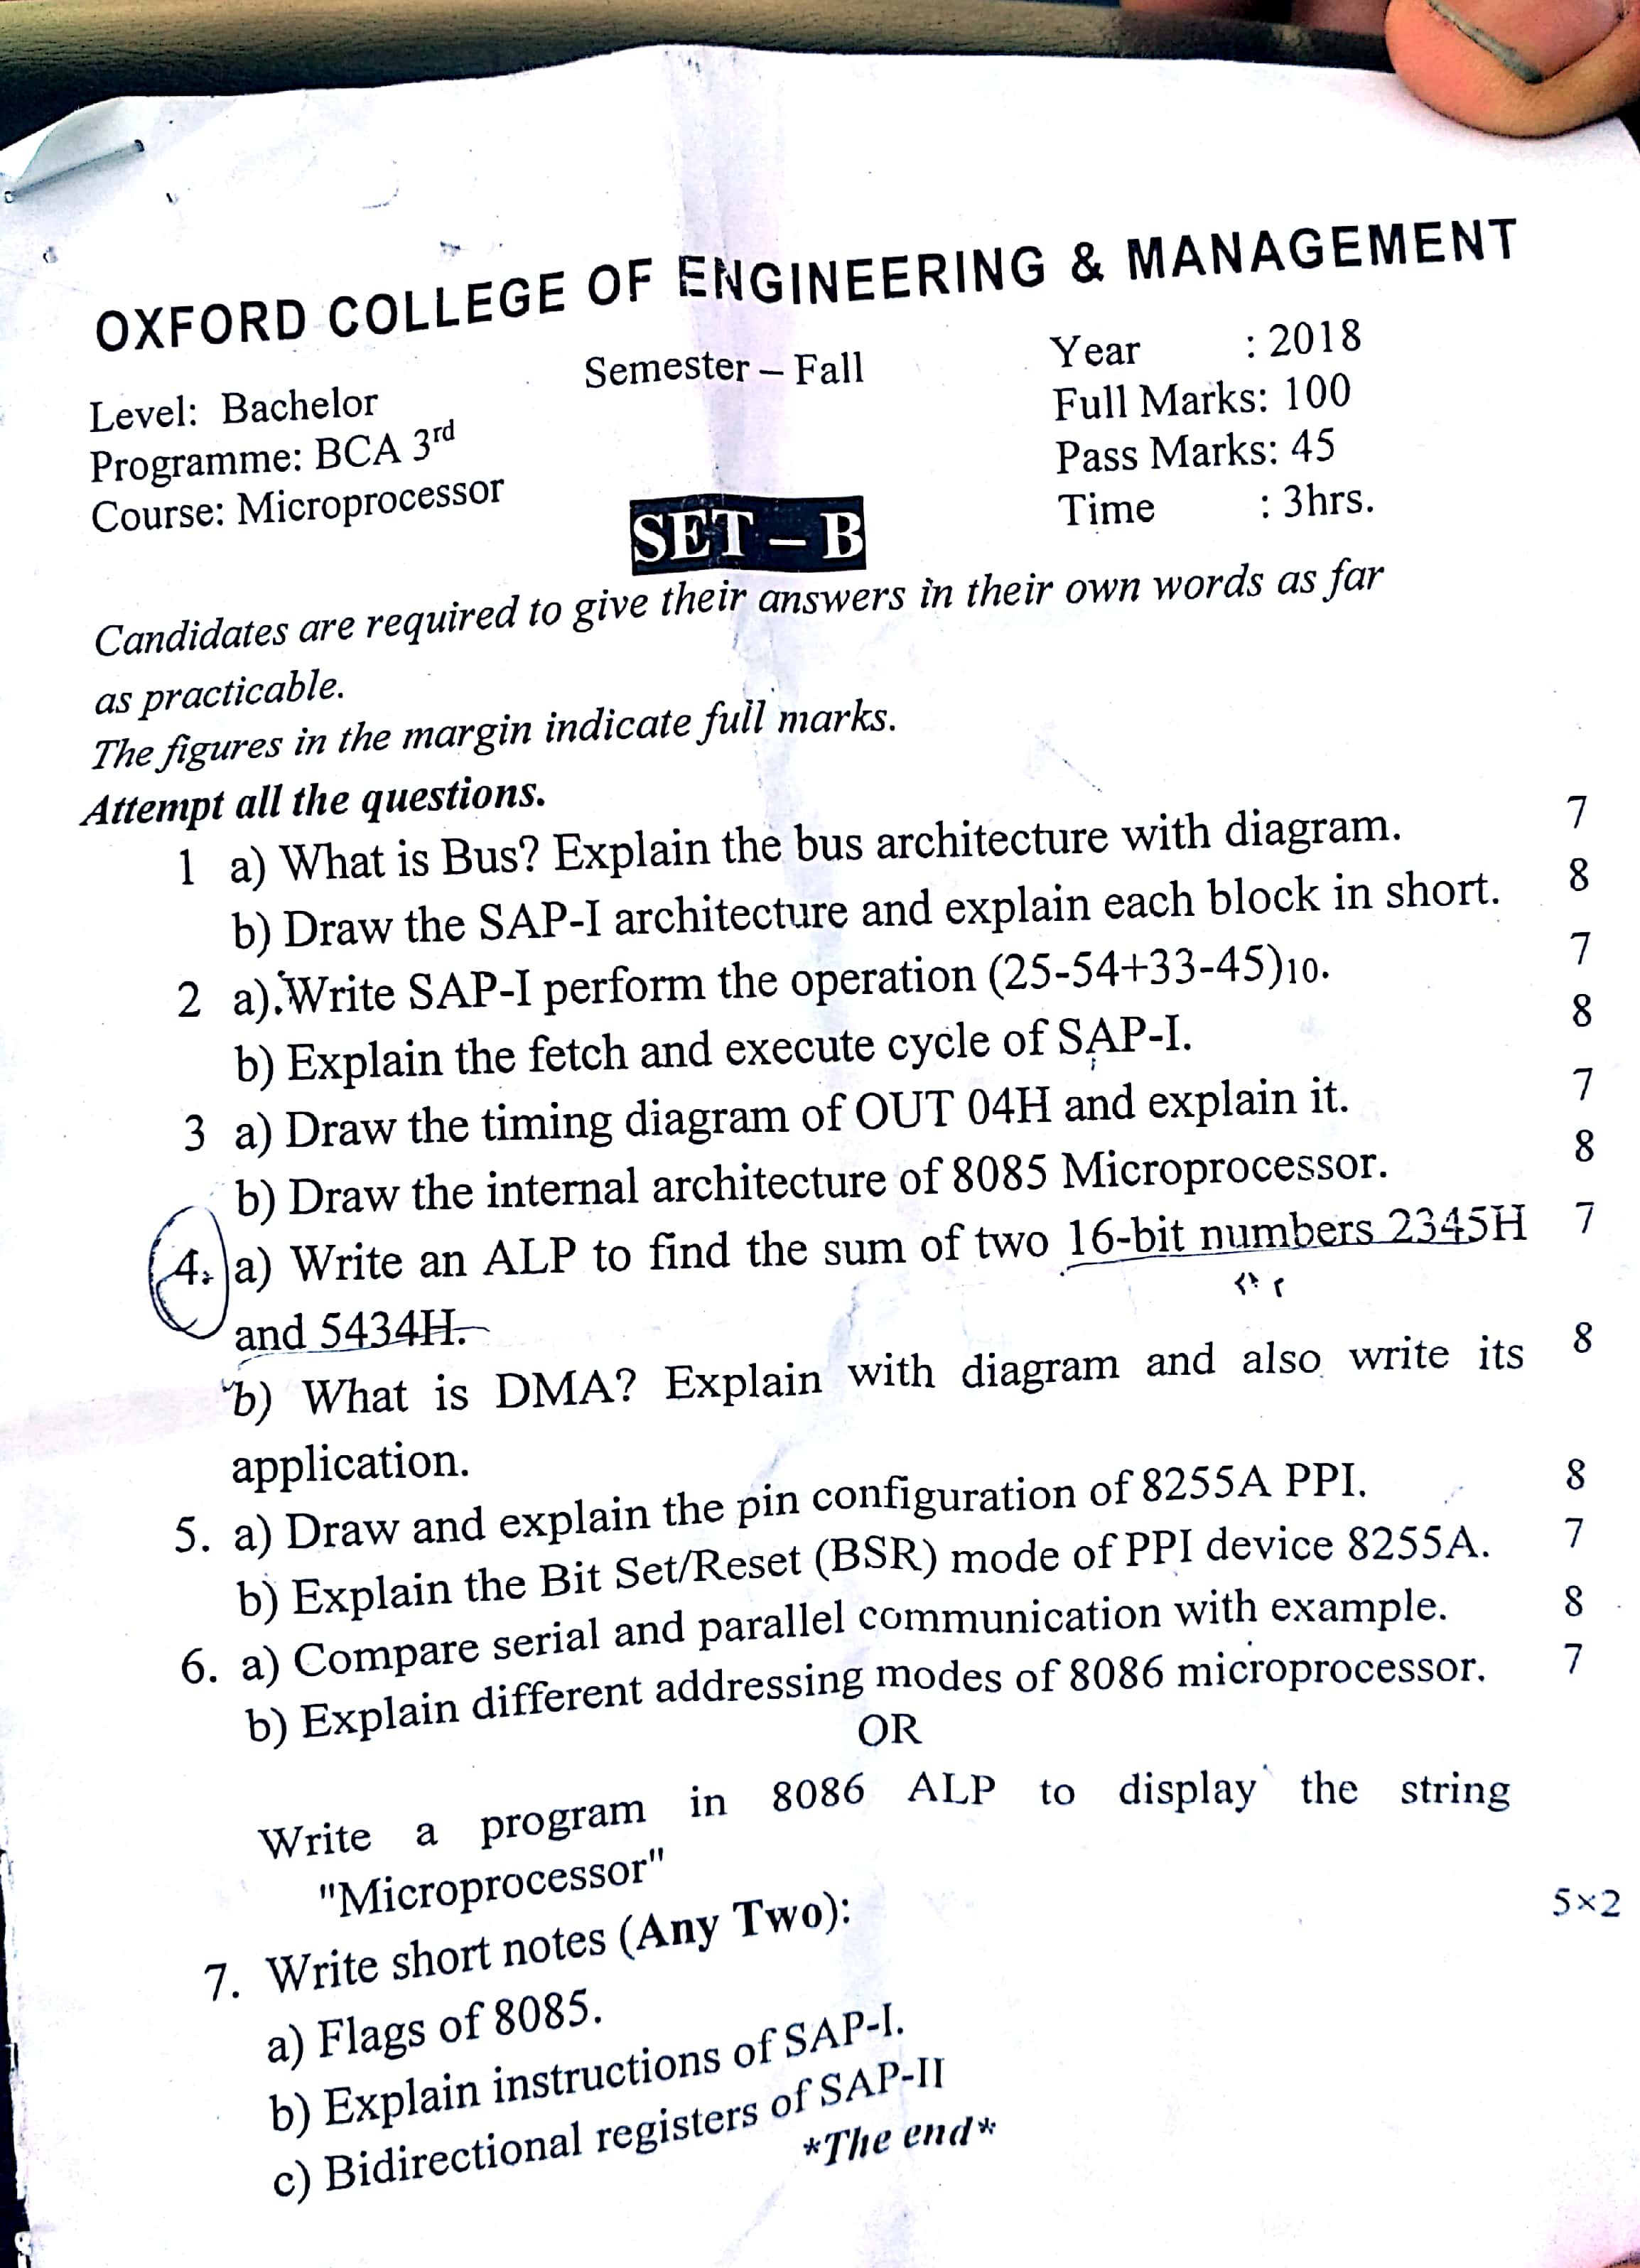 OXFORD COLLEGE OF ENGINEERING & MANAGEMENT
Semester – Fall
Level: Bachelor
Programme: BCA 3rd
Course: Microprocessor
Year : 2018
Full Marks: 100
Pass Marks: 45
Time : 3hrs.
SET – B
Candidates are required to give their answers in their own words as far
as practicable.
The figures in the margin indicate full marks.
Attempt all the questions.
1 a) What is Bus? Explain the bus architecture with diagram. 7
b) Draw the SAP-I architecture and explain each block in short. 8
2 a). Write SAP-I perform the operation (25-54+33-45)10. 7
b) Explain the fetch and execute cycle of SAP-I. 8
3 a) Draw the timing diagram of OUT 04H and explain it. 7
b) Draw the internal architecture of 8085 Microprocessor. 8
4. a) Write an ALP to find the sum of two 16-bit numbers 2345H 7
and 5434H.
b) What is DMA? Explain with diagram and also write its 8
application.
5. a) Draw and explain the pin configuration of 8255A PPI. 8
b) Explain the Bit Set/Reset (BSR) mode of PPI device 8255A. 7
6. a) Compare serial and parallel communication with example. 8
b) Explain different addressing modes of 8086 microprocessor. 7
OR
Write a program in 8086 ALP to display the string
"Microprocessor"
7. Write short notes (Any Two): 5×2
a) Flags of 8085.
b) Explain instructions of SAP-I.
c) Bidirectional registers of SAP-II
*The end*